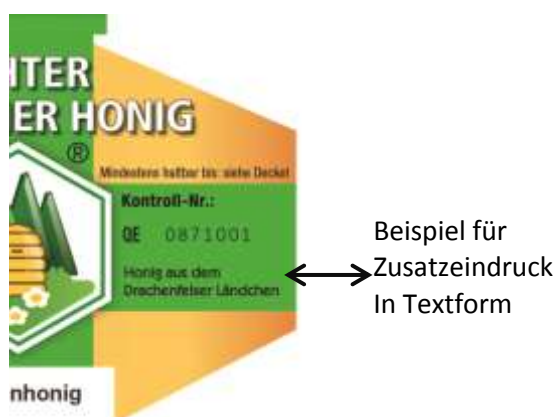 HTER
ER HONIG
®
Mindestens haltbar bis: siehe Deckel
Kontroll-Nr.:
QE 0871001
Honig aus dem
Drachenfelser Ländchen
nhonig
Beispiel für
Zusatzeindruck
In Textform